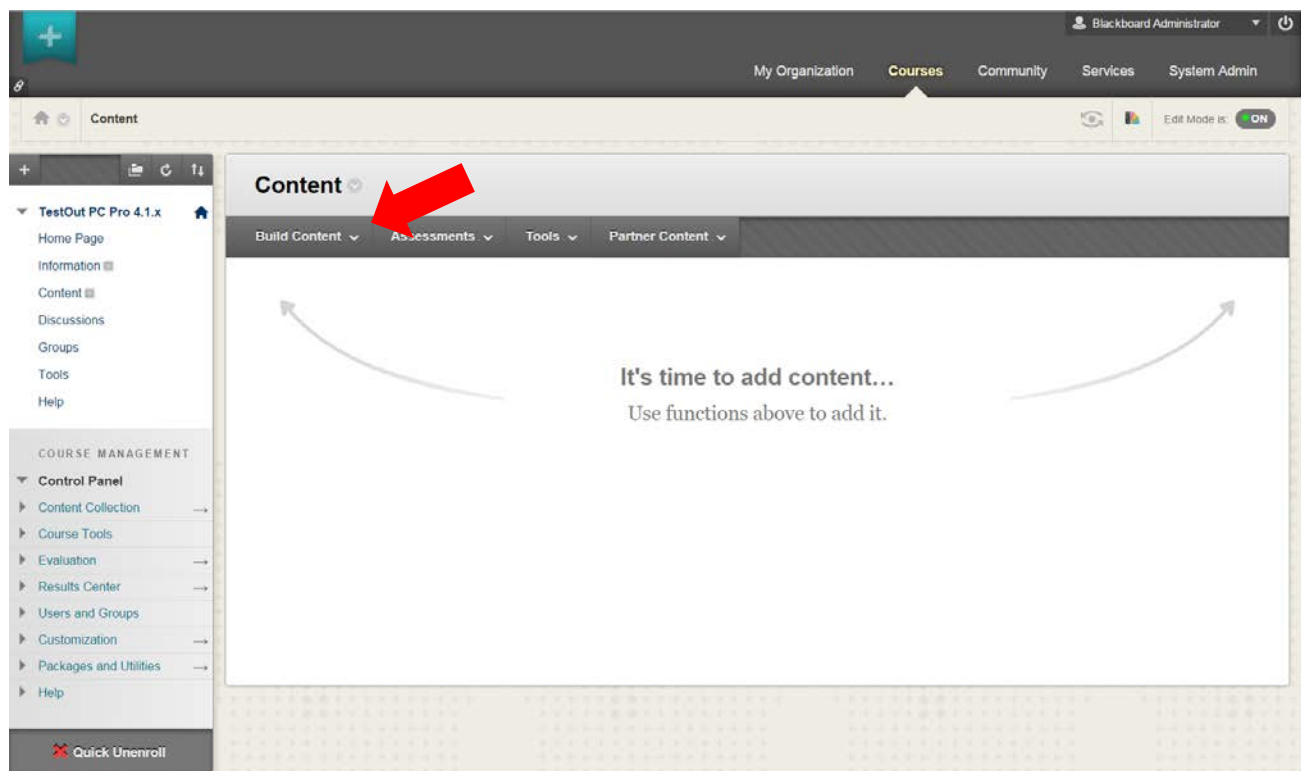 Blackboard Administrator
My Organization Courses Community Services System Admin
Content Edit Mode is: ON
TestOut PC Pro 4.1.x
Home Page
Information
Content
Discussions
Groups
Tools
Help
COURSE MANAGEMENT
Control Panel
Content Collection
Course Tools
Evaluation
Results Center
Users and Groups
Customization
Packages and Utilities
Help
Quick Unenroll
Content
Build Content Assessments Tools Partner Content
It's time to add content...
Use functions above to add it.